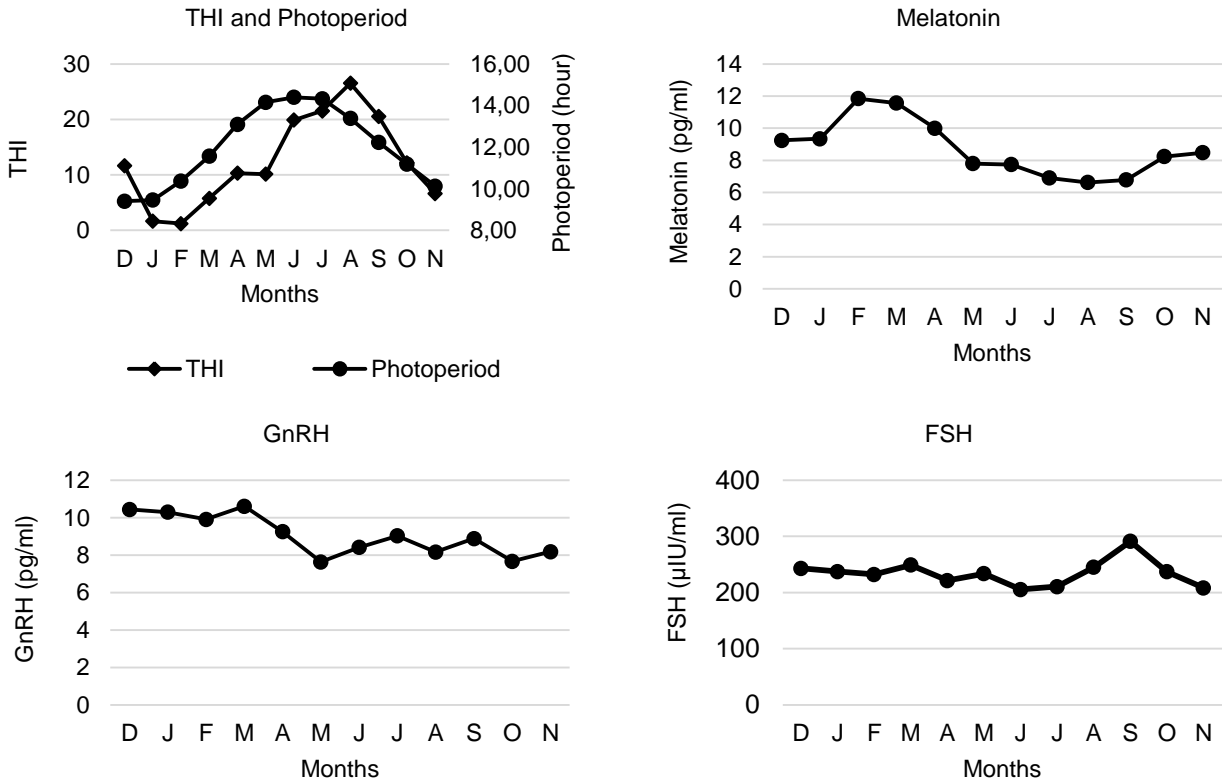 THI and Photoperiod
30
20
10
0
THI
16,00
14,00
12,00
10,00
8,00
Photoperiod (hour)
D J F M A M J J A S O N
Months
THI
Photoperiod
Melatonin
14
12
10
8
6
4
2
0
Melatonin (pg/ml)
D J F M A M J J A S O N
Months
GnRH
12
10
8
6
4
2
0
GnRH (pg/ml)
D J F M A M J J A S O N
Months
FSH
400
300
200
100
0
FSH (µIU/ml)
D J F M A M J J A S O N
Months